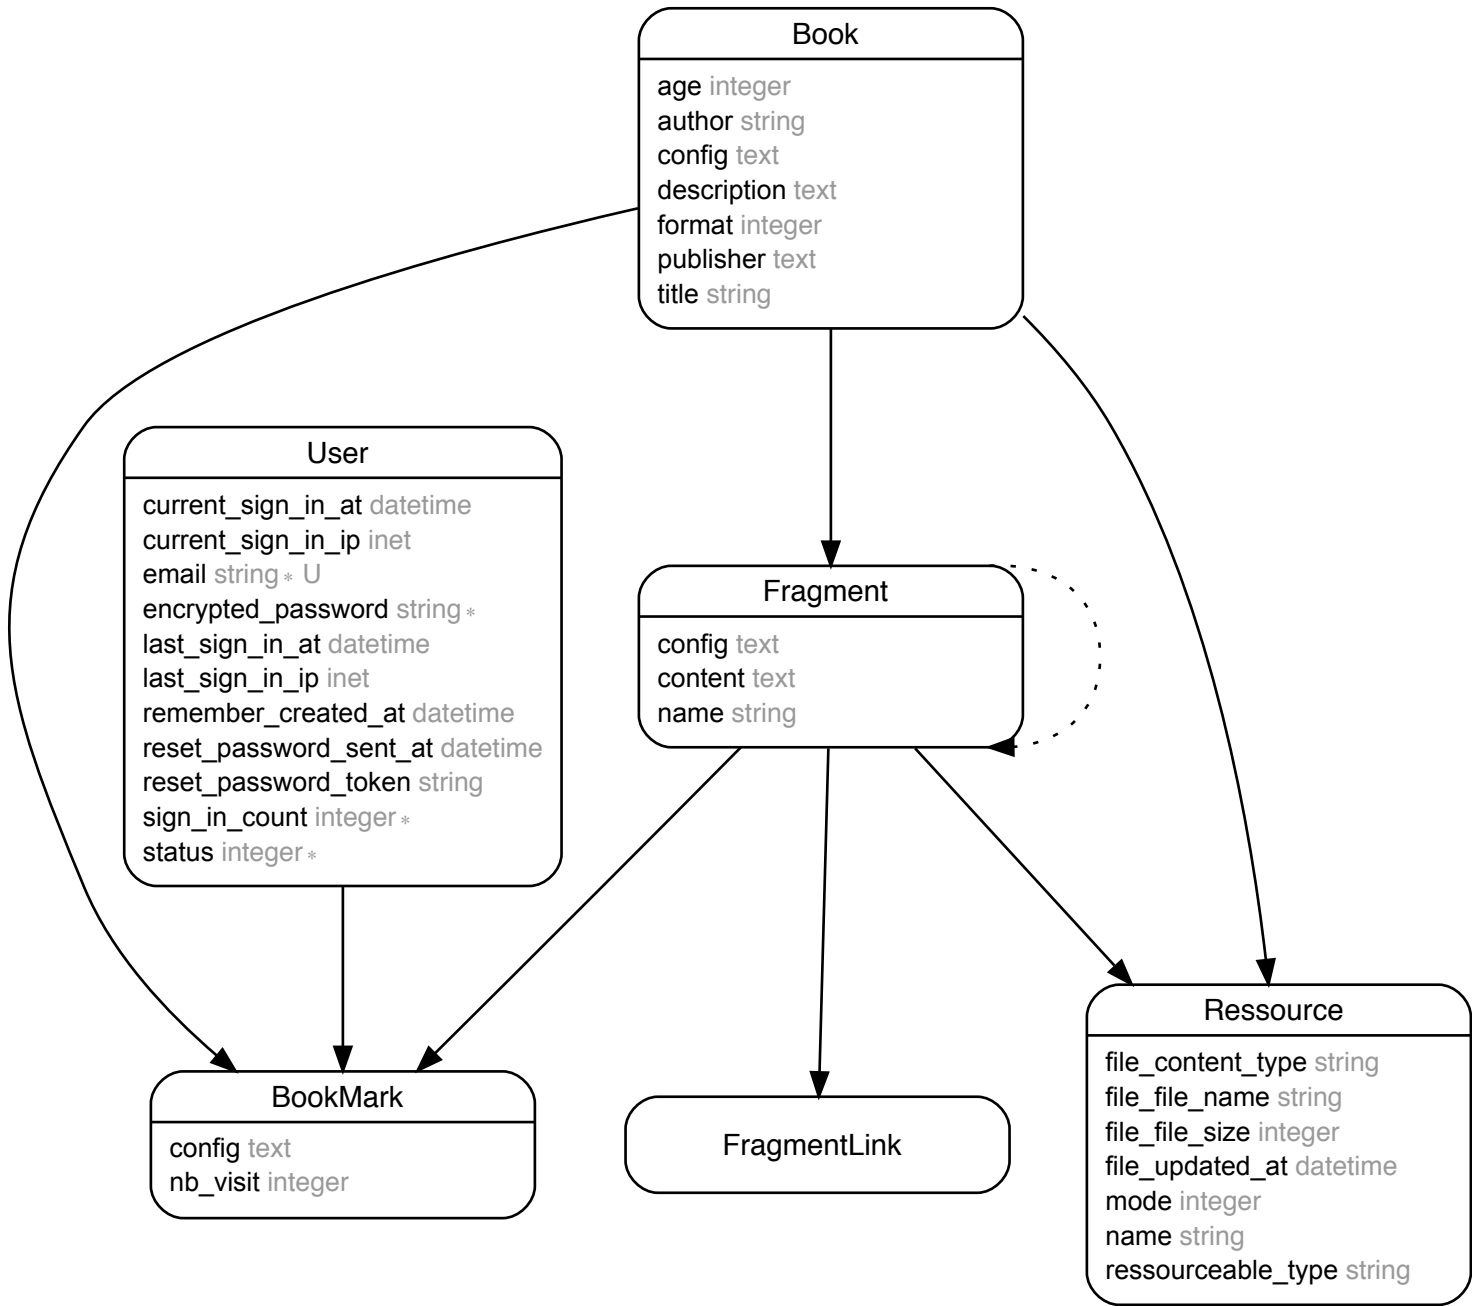 Book
age integer
author string
config text
description text
format integer
publisher text
title string
User
current_sign_in_at datetime
current_sign_in_ip inet
email string∗ U
encrypted_password string∗
last_sign_in_at datetime
last_sign_in_ip inet
remember_created_at datetime
reset_password_sent_at datetime
reset_password_token string
sign_in_count integer∗
status integer∗
Fragment
config text
content text
name string
BookMark
config text
nb_visit integer
FragmentLink
Ressource
file_content_type string
file_file_name string
file_file_size integer
file_updated_at datetime
mode integer
name string
ressourceable_type string